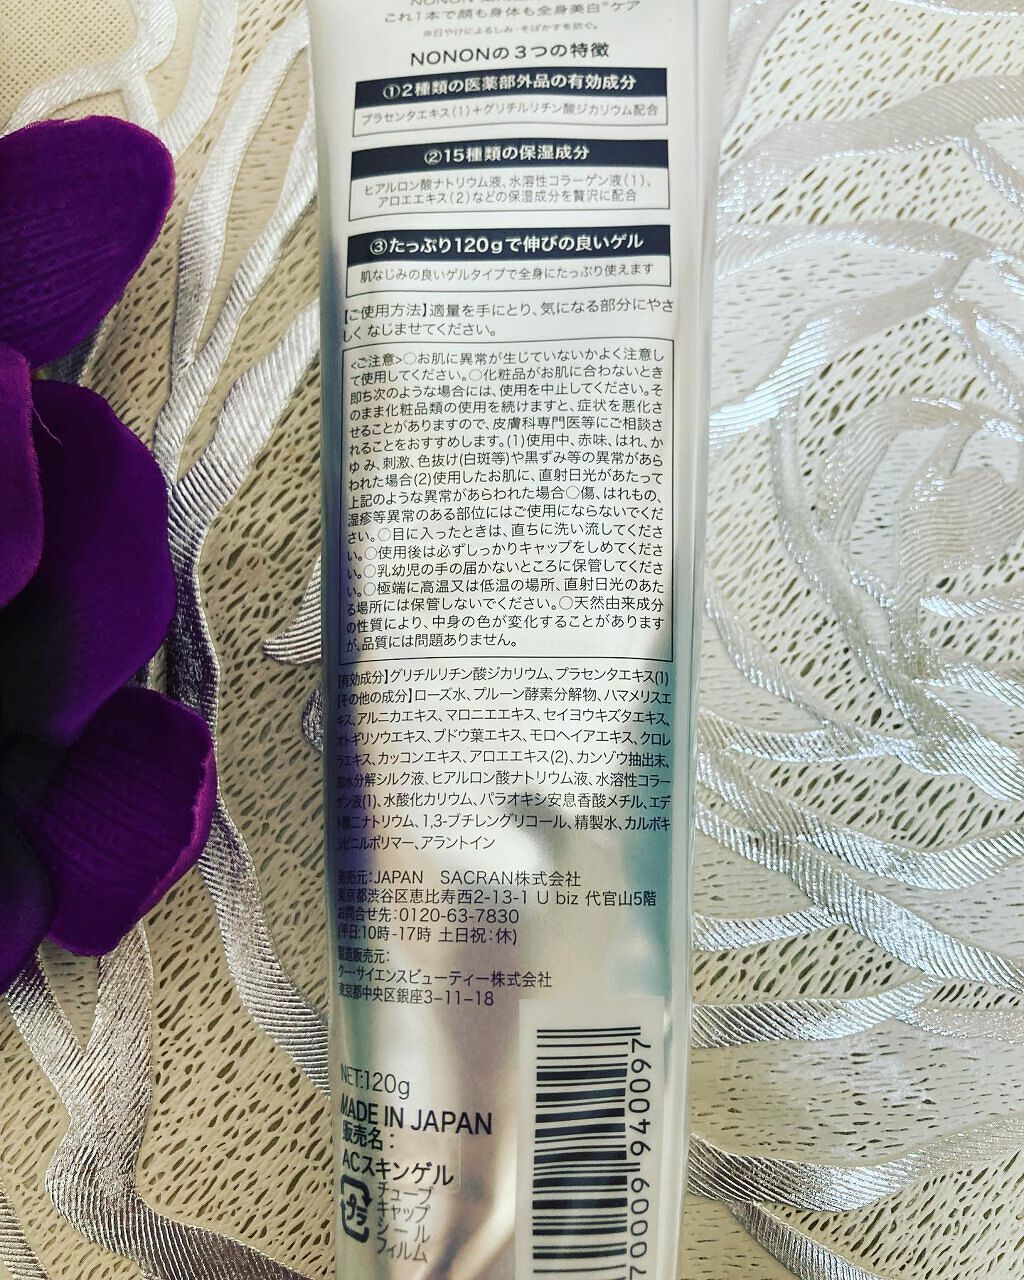 これ1本で顔も身体も全身美白※ケア
※日やけによるしみ・そばかすを防ぐ。
NONONの3つの特徴
①2種類の医薬部外品の有効成分
プラセンタエキス(1)+グリチルリチン酸ジカリウム配合
②15種類の保湿成分
ヒアルロン酸ナトリウム液、水溶性コラーゲン液(1)、
アロエエキス(2)などの保湿成分を贅沢に配合
③たっぷり120gで伸びの良いゲル
肌なじみの良いゲルタイプで全身にたっぷり使えます
【ご使用方法】適量を手にとり、気になる部分にやさ
しくなじませてください。
<ご注意>○お肌に異常が生じていないかよく注意し
て使用してください。○化粧品がお肌に合わないとき
即ち次のような場合には、使用を中止してください。そ
のまま化粧品類の使用を続けますと、症状を悪化さ
せることがありますので、皮膚科専門医等にご相談さ
れることをおすすめします。(1)使用中、赤味、はれ、か
ゆみ、刺激、色抜け(白斑等)や黒ずみ等の異常があら
われた場合(2)使用したお肌に、直射日光があたって
上記のような異常があらわれた場合○傷、はれもの、
湿疹等異常のある部位にはご使用にならないでくだ
さい。○目に入ったときは、直ちに洗い流してくださ
い。○使用後は必ずしっかりキャップをしめてくださ
い。○乳幼児の手の届かないところに保管してくださ
い。○極端に高温又は低温の場所、直射日光のあた
る場所には保管しないでください。○天然由来成分
の性質により、中身の色が変化することがあります
が、品質には問題ありません。
【有効成分】グリチルリチン酸ジカリウム、プラセンタエキス(1)
【その他の成分】ローズ水、プルーン酵素分解物、ハマメリスエ
キス、アルニカエキス、マロニエエキス、セイヨウキズタエキス、
オトギリソウエキス、ブドウ葉エキス、モロヘイアエキス、クロレ
ラエキス、カッコンエキス、アロエエキス(2)、カンゾウ抽出末、
加水分解シルク液、ヒアルロン酸ナトリウム液、水溶性コラー
ゲン液(1)、水酸化カリウム、パラオキシ安息香酸メチル、エデ
ト酸二ナトリウム、1,3-ブチレングリコール、精製水、カルボキ
シビニルポリマー、アラントイン
発売元:JAPAN SACRAN株式会社
東京都渋谷区恵比寿西2-13-1 U biz 代官山5階
お問合せ先:0120-63-7830
(平日:10時-17時 土日祝:休)
製造販売元:
クー・サイエンスビューティー株式会社
東京都中央区銀座3-11-18
NET:120g
MADE IN JAPAN
販売名:
ACスキンゲル
プラ
チューブ
キャップ
シール
フィルム